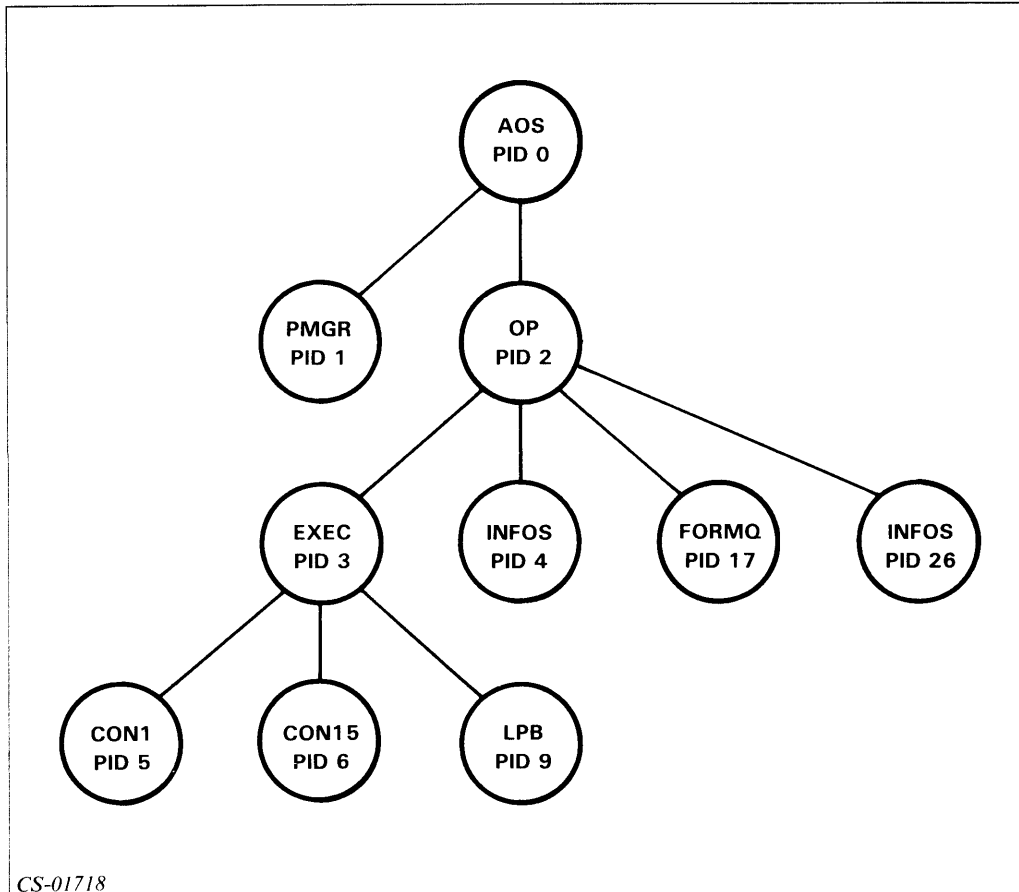 AOS
PID 0
PMGR
PID 1
OP
PID 2
EXEC
PID 3
INFOS
PID 4
FORMQ
PID 17
INFOS
PID 26
CON1
PID 5
CON15
PID 6
LPB
PID 9
CS-01718